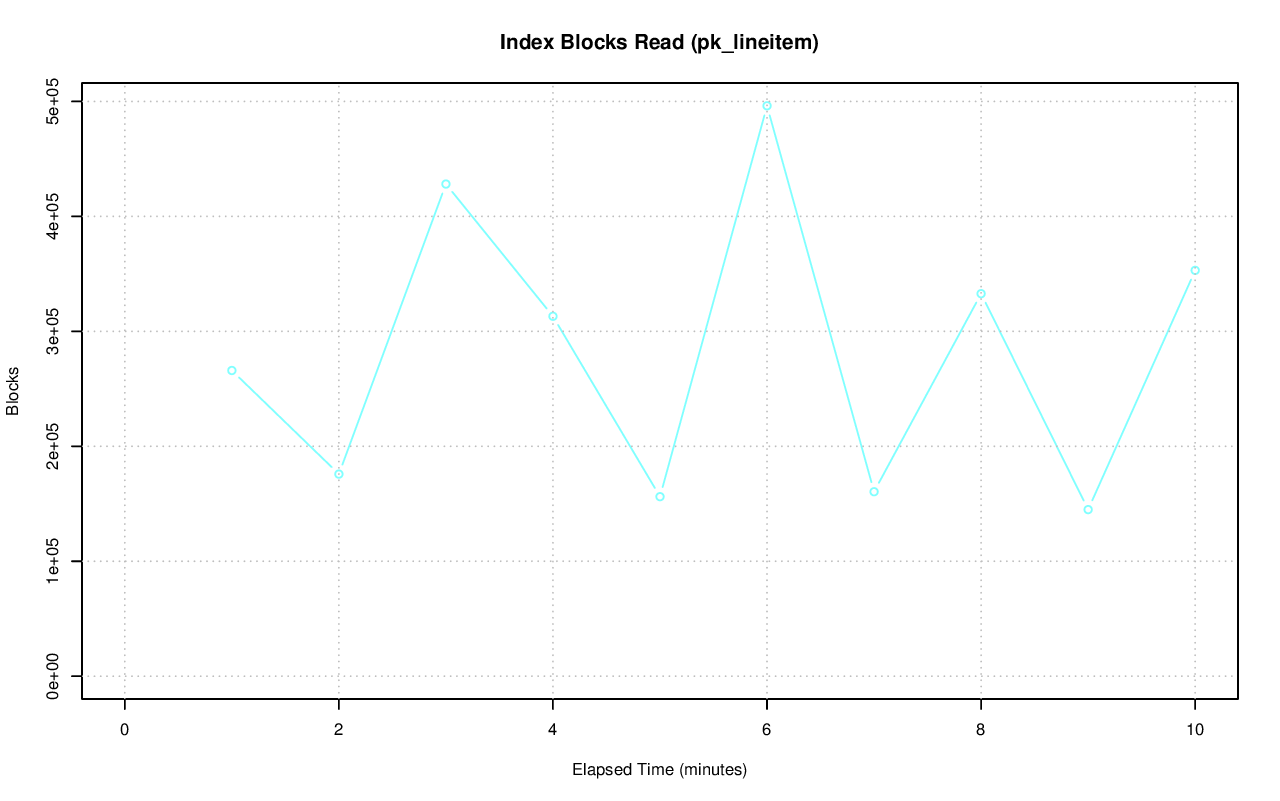 Index Blocks Read (pk_lineitem)
5e+05
4e+05
3e+05
2e+05
1e+05
0e+00
Blocks
0 2 4 6 8 10
Elapsed Time (minutes)